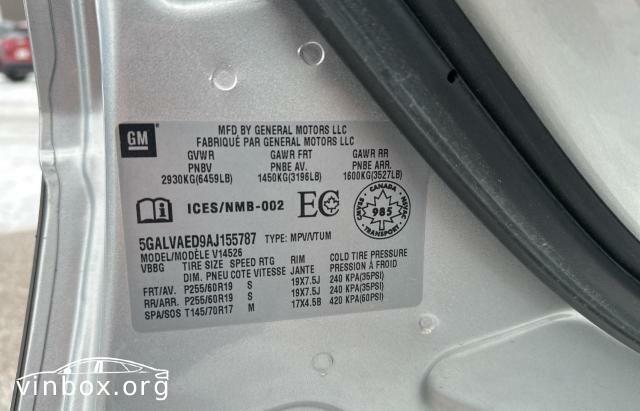 GM
MFD BY GENERAL MOTORS LLC
FABRIQUÉ PAR GENERAL MOTORS LLC
GVWR GAWR FRT GAWR RR
PNBV PNBE AV. PNBE ARR.
2930KG(6459LB) 1450KG(3196LB) 1600KG(3527LB)
ICES/NMB-002 EC CANADA 985
5GALVAED9AJ155787 TYPE: MPV/VTUM
MODEL/MODÈLE V14526
VBBG TIRE SIZE SPEED RTG RIM COLD TIRE PRESSURE
DIM. PNEU COTE VITESSE JANTE PRESSION À FROID
FRT/AV. P255/60R19 S 19X7.5J 240 KPA(35PSI)
RR/ARR. P255/60R19 S 19X7.5J 240 KPA(35PSI)
SPA/SOS T145/70R17 M 17X4.5B 420 KPA(60PSI)
vinbox.org